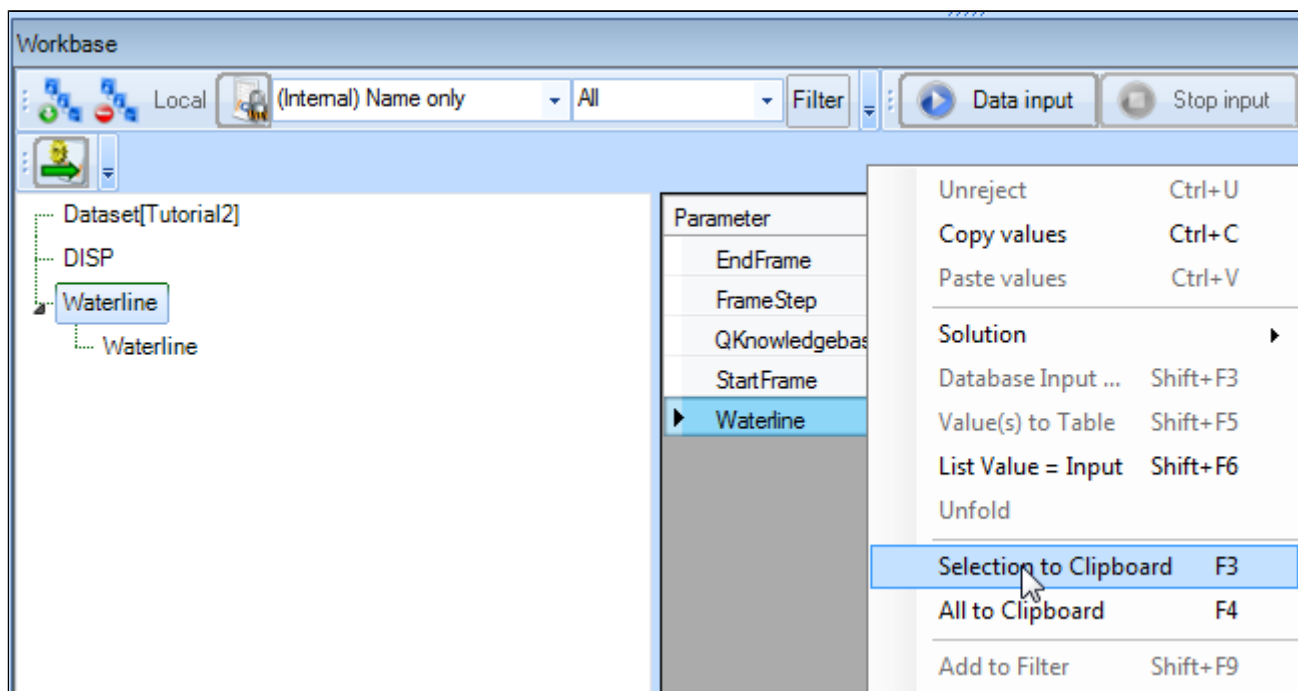 Workbase
Local (Internal) Name only All Filter Data input Stop input
Dataset[Tutorial2]
DISP
Waterline
Waterline
Parameter
EndFrame
FrameStep
QKnowledgebas
StartFrame
Waterline
Unreject Ctrl+U
Copy values Ctrl+C
Paste values Ctrl+V
Solution
Database Input ... Shift+F3
Value(s) to Table Shift+F5
List Value = Input Shift+F6
Unfold
Selection to Clipboard F3
All to Clipboard F4
Add to Filter Shift+F9